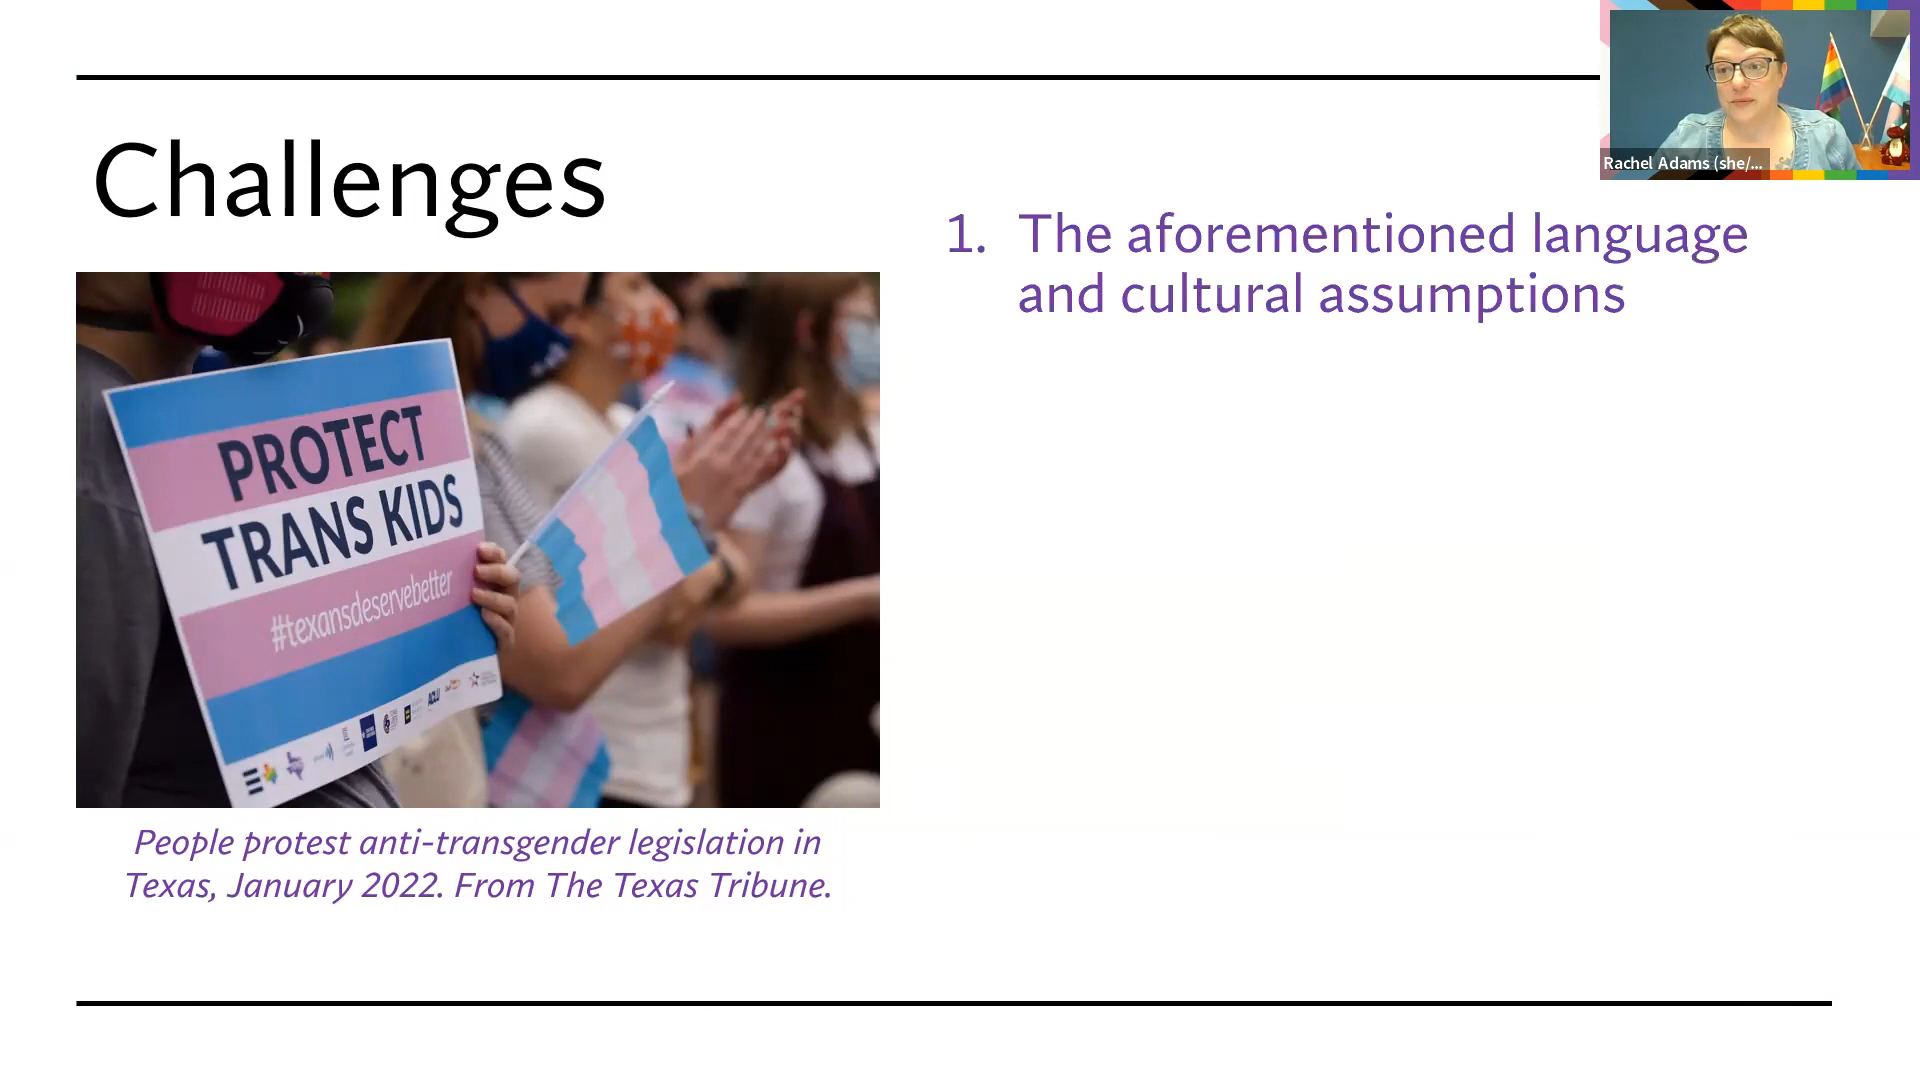 Rachel Adams (she/...
Challenges
1. The aforementioned language
and cultural assumptions
PROTECT
TRANS KIDS
#texansdeservebetter
ACLU
People protest anti-transgender legislation in
Texas, January 2022. From The Texas Tribune.